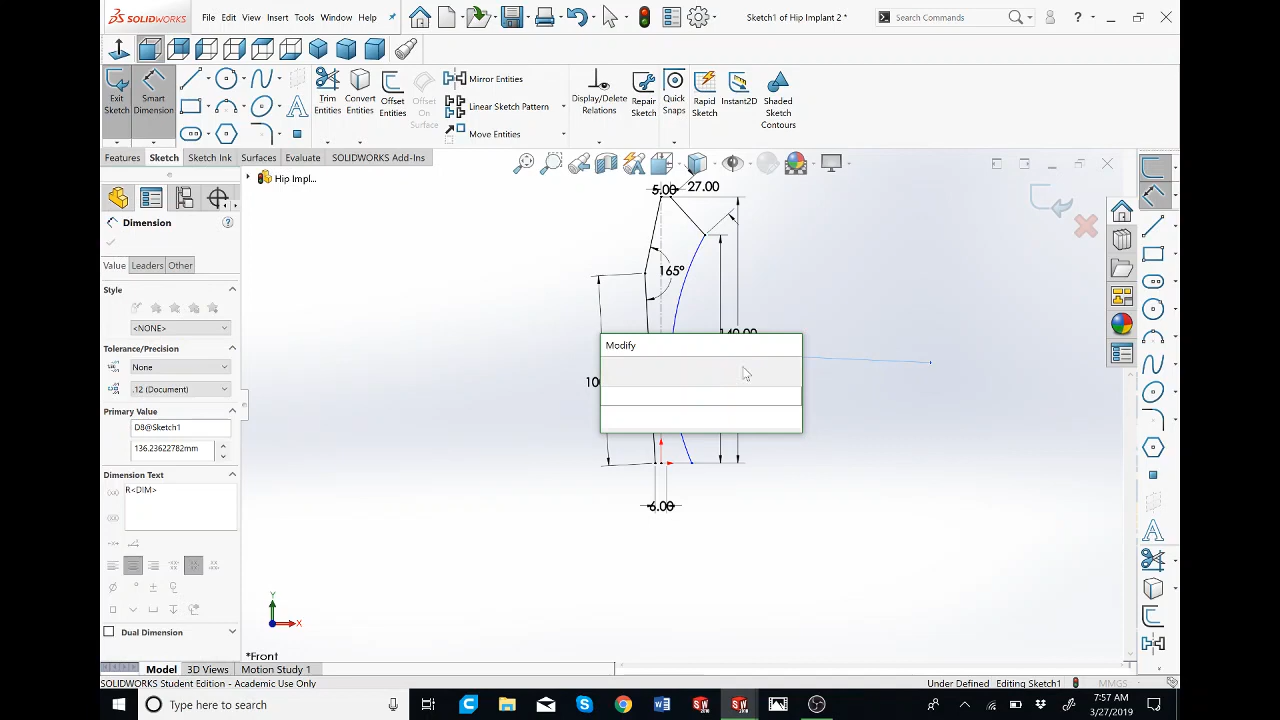 SOLIDWORKS
File Edit View Insert Tools Window Help
Sketch1 of Hip Implant 2 *
Search Commands
?
Exit Sketch
Smart Dimension
Trim Entities
Convert Entities
Offset Entities
Offset On Surface
Mirror Entities
Linear Sketch Pattern
Move Entities
Display/Delete Relations
Repair Sketch
Quick Snaps
Rapid Sketch
Instant2D
Shaded Sketch Contours
Features Sketch Sketch Ink Surfaces Evaluate SOLIDWORKS Add-Ins
Hip Impl...
Dimension
?
Value Leaders Other
Style
<NONE>
Tolerance/Precision
None
.12 (Document)
Primary Value
D8@Sketch1
136.23622782mm
Dimension Text
R<DIM>
Dual Dimension
5.00
27.00
165°
140.00
Modify
10
6.00
Y
X
*Front
Model 3D Views Motion Study 1
SOLIDWORKS Student Edition - Academic Use Only
Under Defined Editing Sketch1 MMGS
Type here to search
7:57 AM
3/27/2019